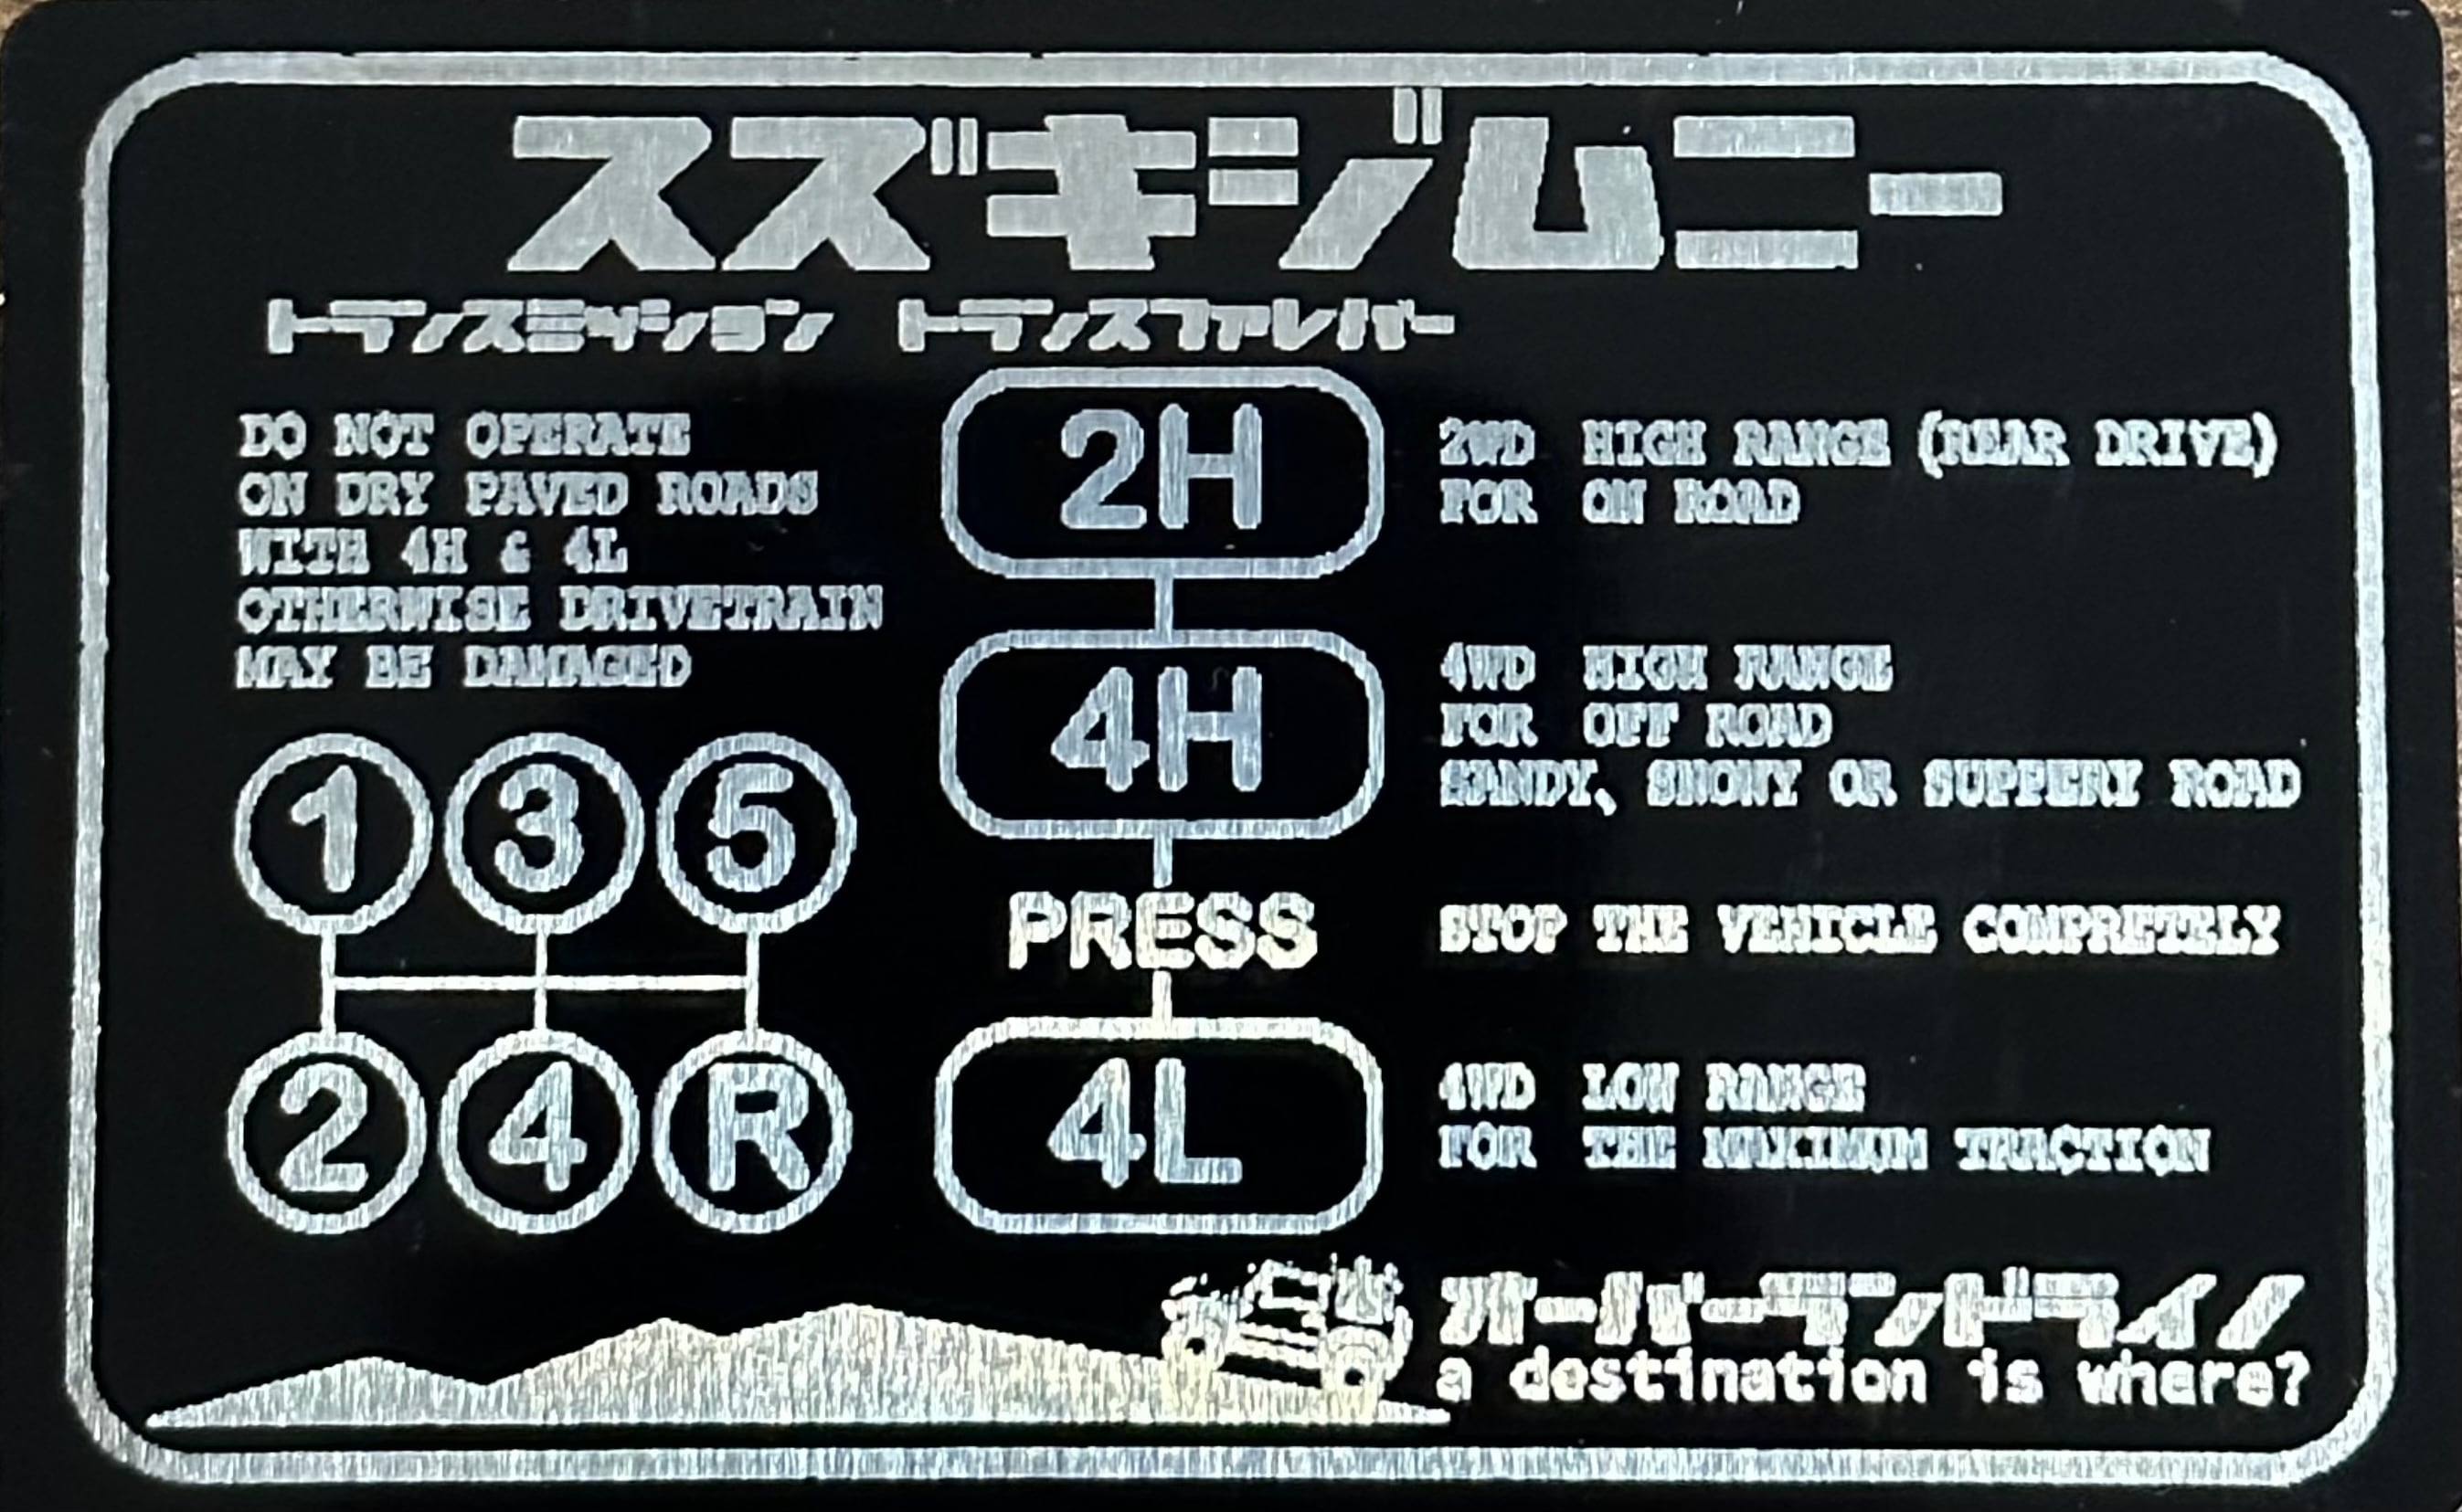 スズキジムニー
トランスミッション トランスファレバー
DO NOT OPERATE
ON DRY PAVED ROADS
WITH 4H & 4L
OTHERWISE DRIVETRAIN
MAY BE DAMAGED
1 3 5
2 4 R
2H
2WD HIGH RANGE (REAR DRIVE)
FOR ON ROAD
4H
4WD HIGH RANGE
FOR OFF ROAD
SANDY, SNOWY OR SUPPERY ROAD
PRESS
STOP THE VEHICLE COMPRETELY
4L
4WD LOW RANGE
FOR THE MAXIMUM TRACTION
オーバーランドライノ
a destination is where?